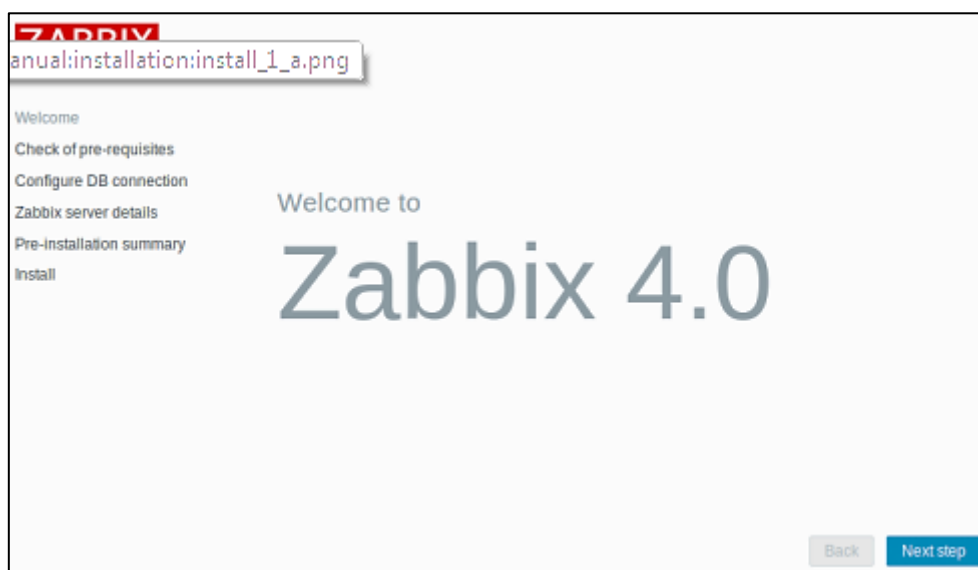 ZABBIX
anual:installation:install_1_a.png
Welcome
Check of pre-requisites
Configure DB connection
Zabbix server details
Pre-installation summary
Install
Welcome to
Zabbix 4.0
Back
Next step